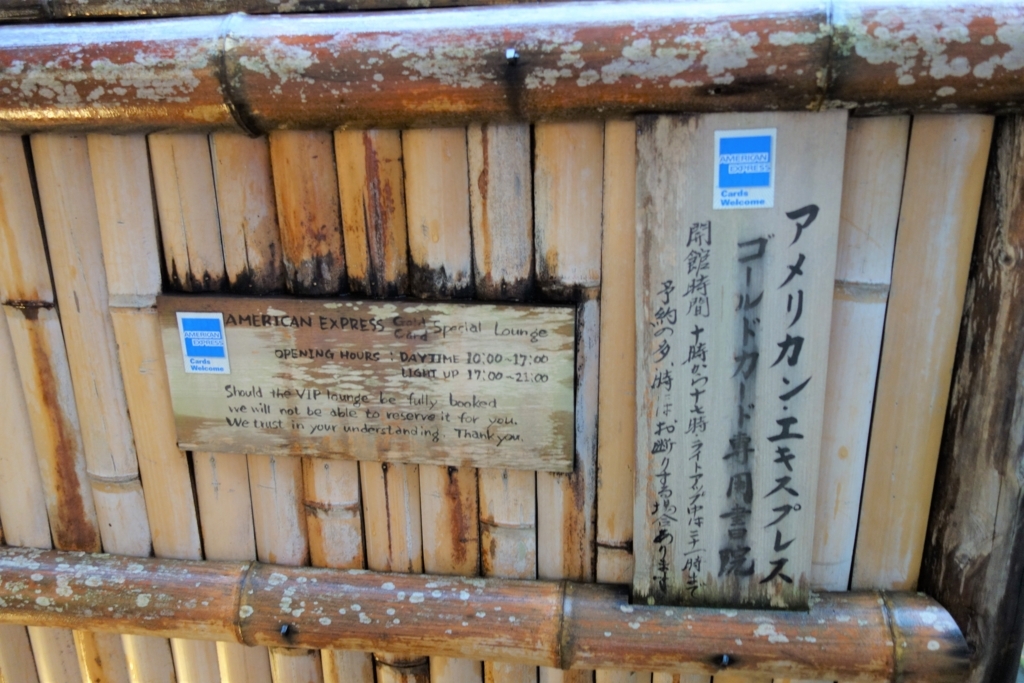 AMERICAN EXPRESS
Cards Welcome
AMERICAN EXPRESS Gold Card Special Lounge
OPENING HOURS : DAYTIME 10:00~17:00
LIGHT UP 17:00~21:00
Should the VIP lounge be fully booked
we will not be able to reserve it for you.
We trust in your understanding. Thank you.
AMERICAN EXPRESS
Cards Welcome
アメリカン・エキスプレス
ゴールドカード専用書院
開館時間 十時から十七時・ライトアップ中は二十一時まで
予約の多い時はお断りする場合あります